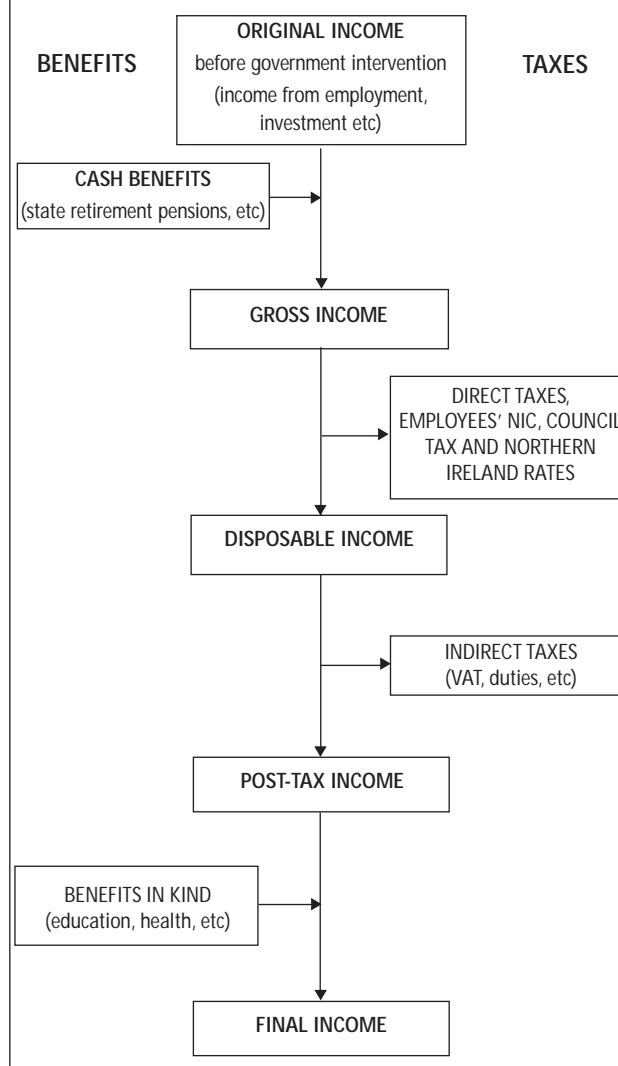 BENEFITS
ORIGINAL INCOME
before government intervention
(income from employment,
investment etc)
TAXES
CASH BENEFITS
(state retirement pensions, etc)
GROSS INCOME
DIRECT TAXES,
EMPLOYEES' NIC, COUNCIL
TAX AND NORTHERN
IRELAND RATES
DISPOSABLE INCOME
INDIRECT TAXES
(VAT, duties, etc)
POST-TAX INCOME
BENEFITS IN KIND
(education, health, etc)
FINAL INCOME